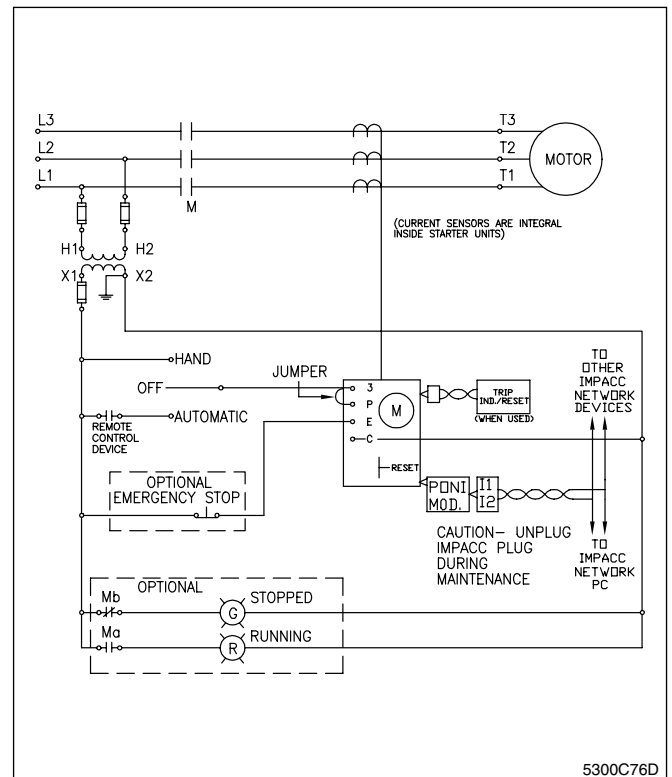 L3
T3
L2
T2
MOTOR
L1
T1
M
(CURRENT SENSORS ARE INTEGRAL
INSIDE STARTER UNITS)
H1
H2
X1
X2
HAND
JUMPER
OFF
3
P
M
E
C
TRIP
IND./RESET
(WHEN USED)
TO
OTHER
IMPACC
NETWORK
DEVICES
AUTOMATIC
REMOTE
CONTROL
DEVICE
RESET
OPTIONAL
EMERGENCY STOP
PONI
MOD.
I1
I2
CAUTION- UNPLUG
IMPACC PLUG
DURING
MAINTENANCE
TO
IMPACC
NETWORK
PC
OPTIONAL
Mb
G
STOPPED
Ma
R
RUNNING
5300C76D